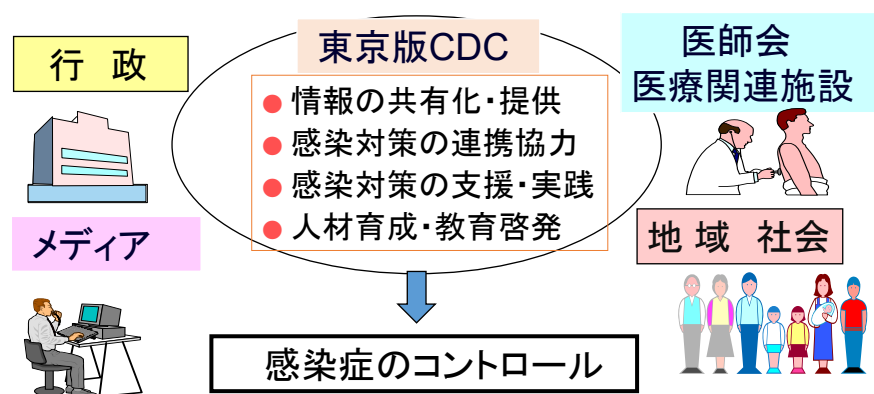 東京版CDC
行 政
医師会
医療関連施設
● 情報の共有化・提供
● 感染対策の連携協力
● 感染対策の支援・実践
● 人材育成・教育啓発
メディア
地 域 社会
感染症のコントロール